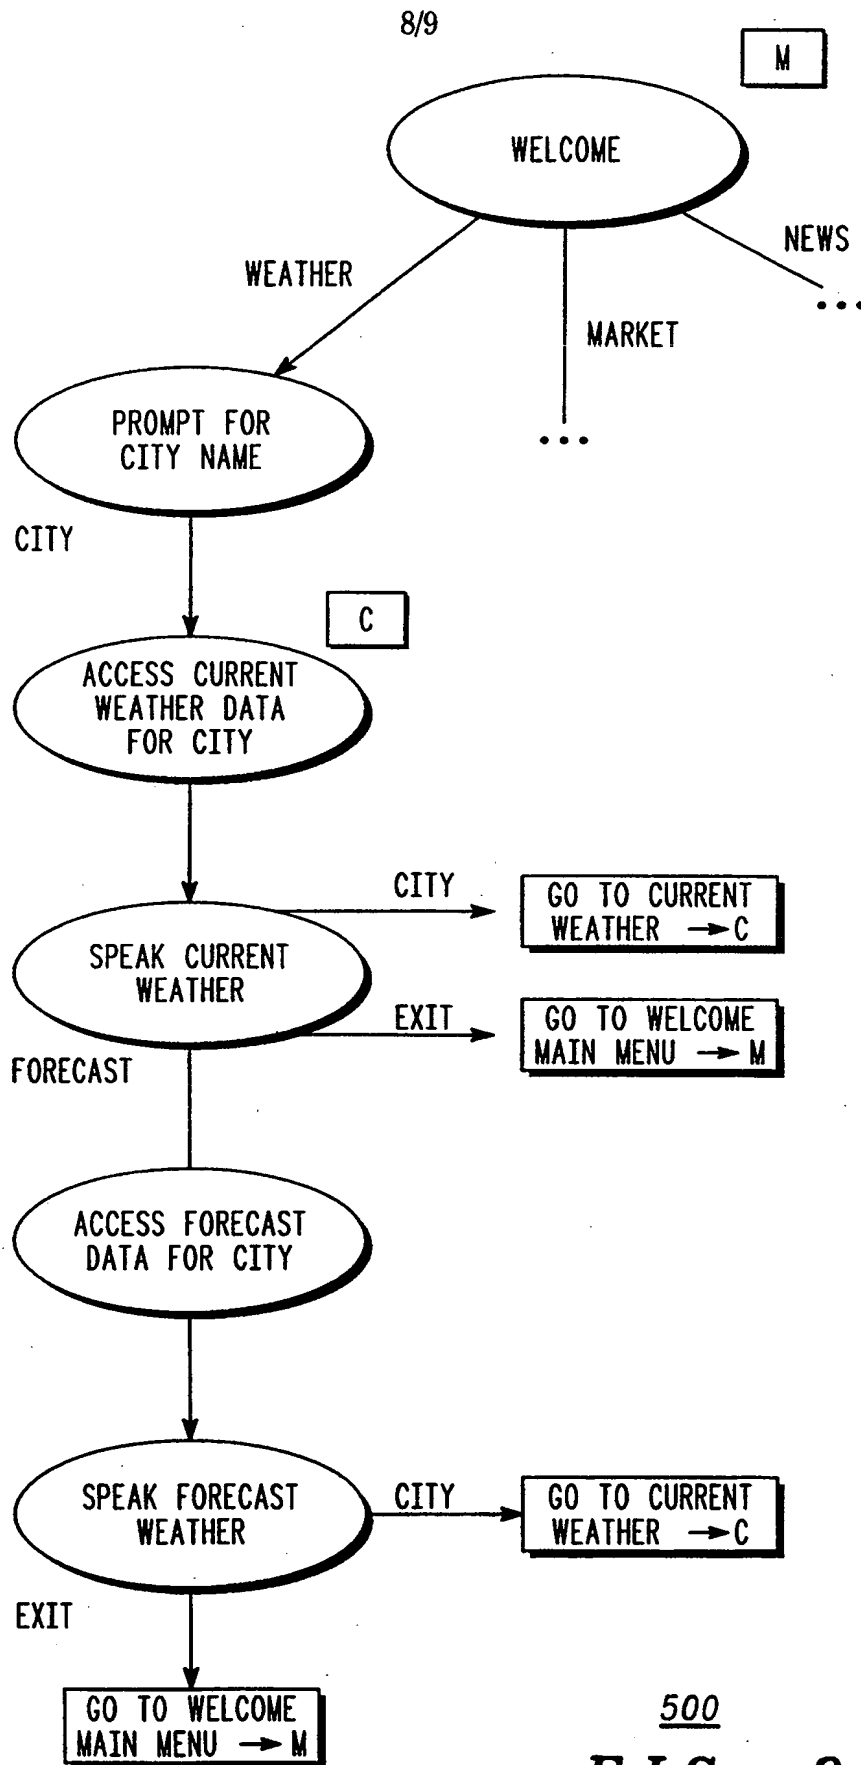 8/9
M
WELCOME
NEWS
WEATHER
MARKET
PROMPT FOR
CITY NAME
CITY
C
ACCESS CURRENT
WEATHER DATA
FOR CITY
CITY
GO TO CURRENT
WEATHER → C
SPEAK CURRENT
WEATHER
EXIT
GO TO WELCOME
MAIN MENU → M
FORECAST
ACCESS FORECAST
DATA FOR CITY
SPEAK FORECAST
WEATHER
CITY
GO TO CURRENT
WEATHER → C
EXIT
GO TO WELCOME
MAIN MENU → M
500